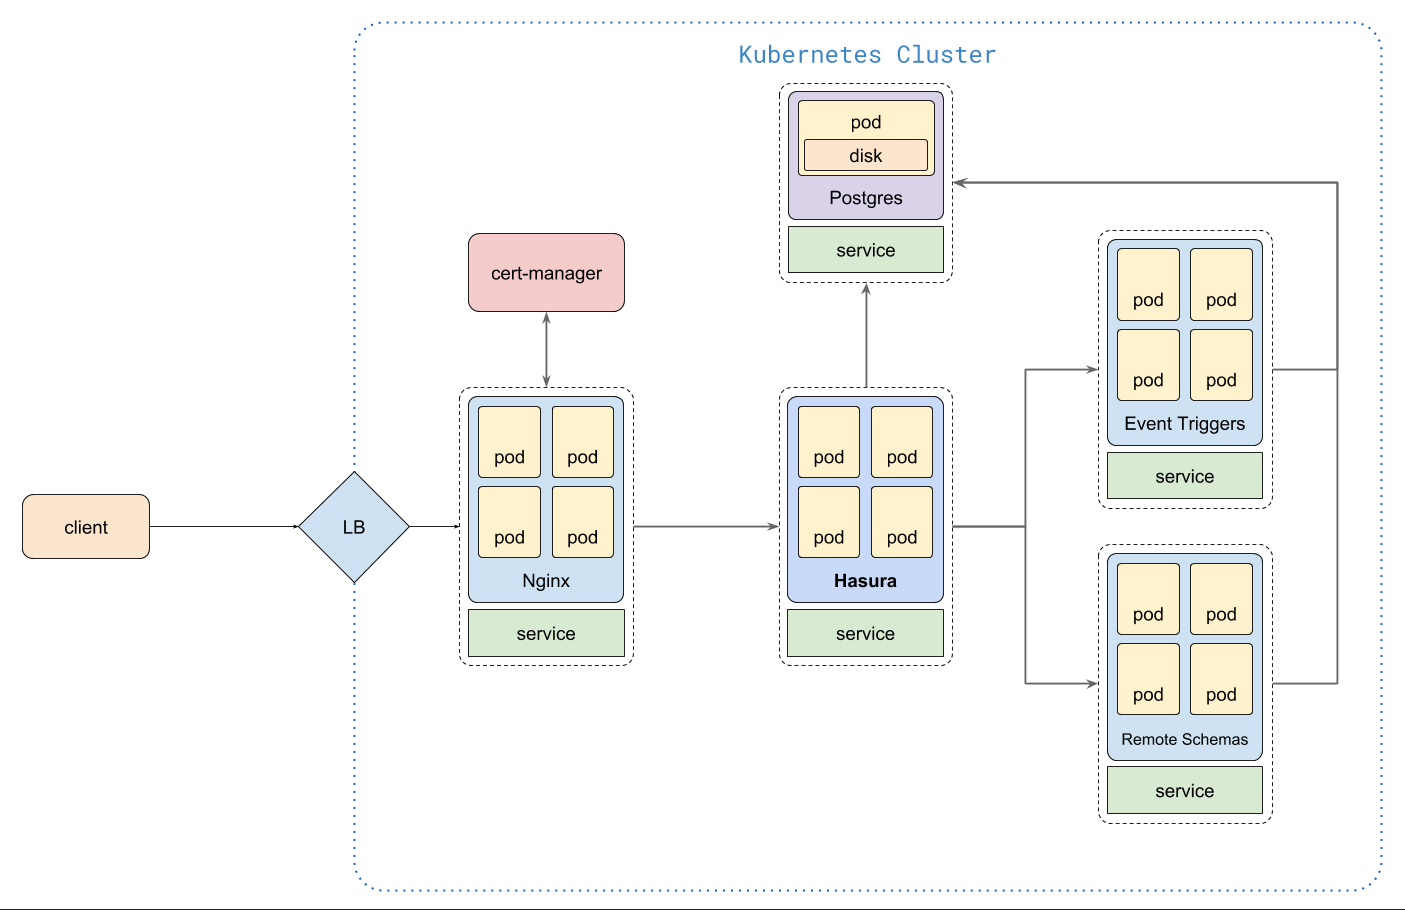 Kubernetes Cluster
pod
disk
Postgres
service
cert-manager
client
LB
pod pod
pod pod
Nginx
service
pod pod
pod pod
Hasura
service
pod pod
pod pod
Event Triggers
service
pod pod
pod pod
Remote Schemas
service